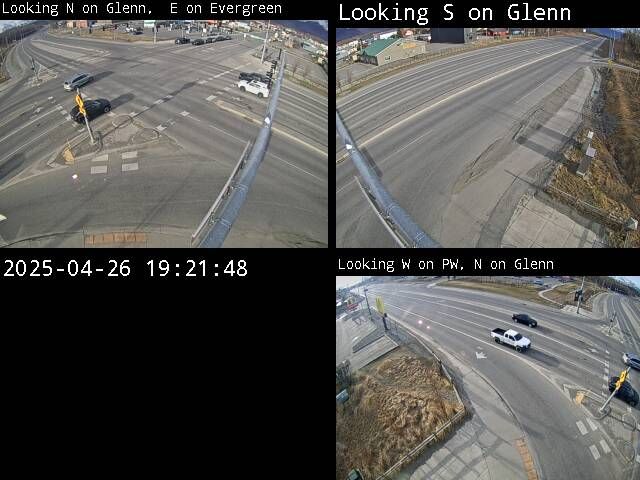 Looking N on Glenn,  E on Evergreen
Looking S on Glenn
2025-04-26 19:21:48
Looking W on PW, N on Glenn